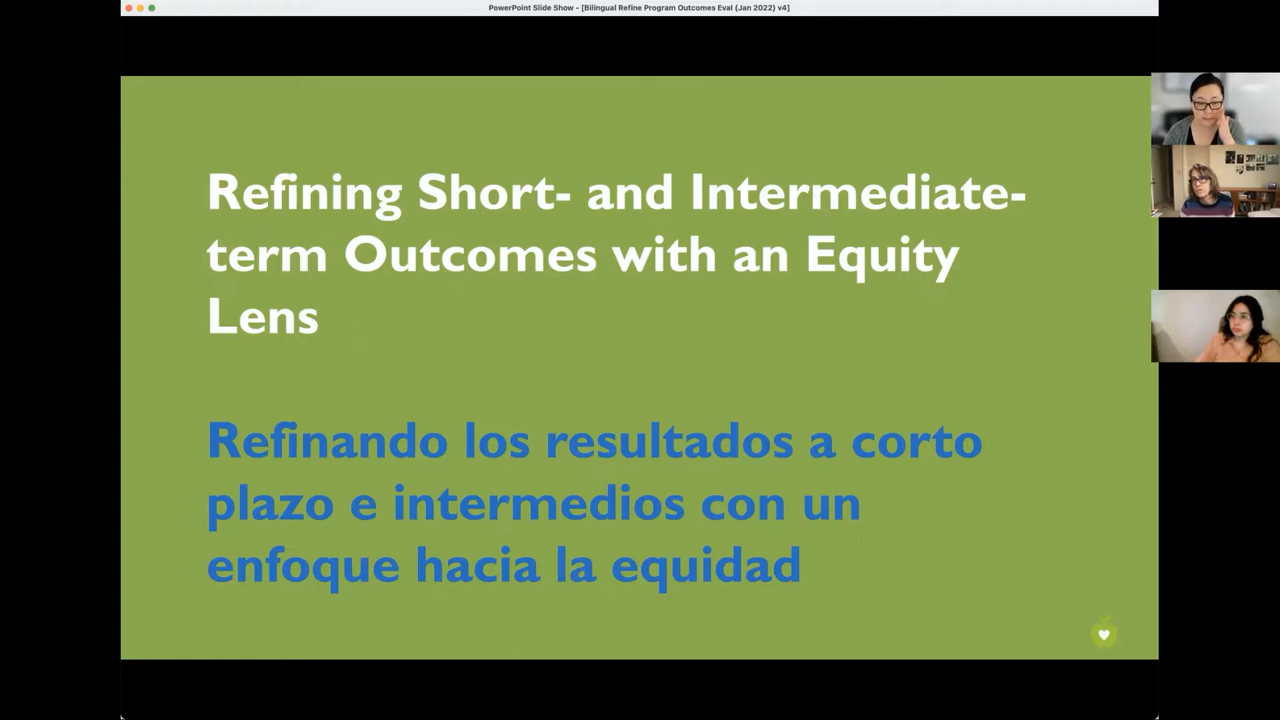 PowerPoint Slide Show - [Bilingual Refine Program Outcomes Eval (Jan 2022) v4]
Refining Short- and Intermediate-
term Outcomes with an Equity
Lens
Refinando los resultados a corto
plazo e intermedios con un
enfoque hacia la equidad